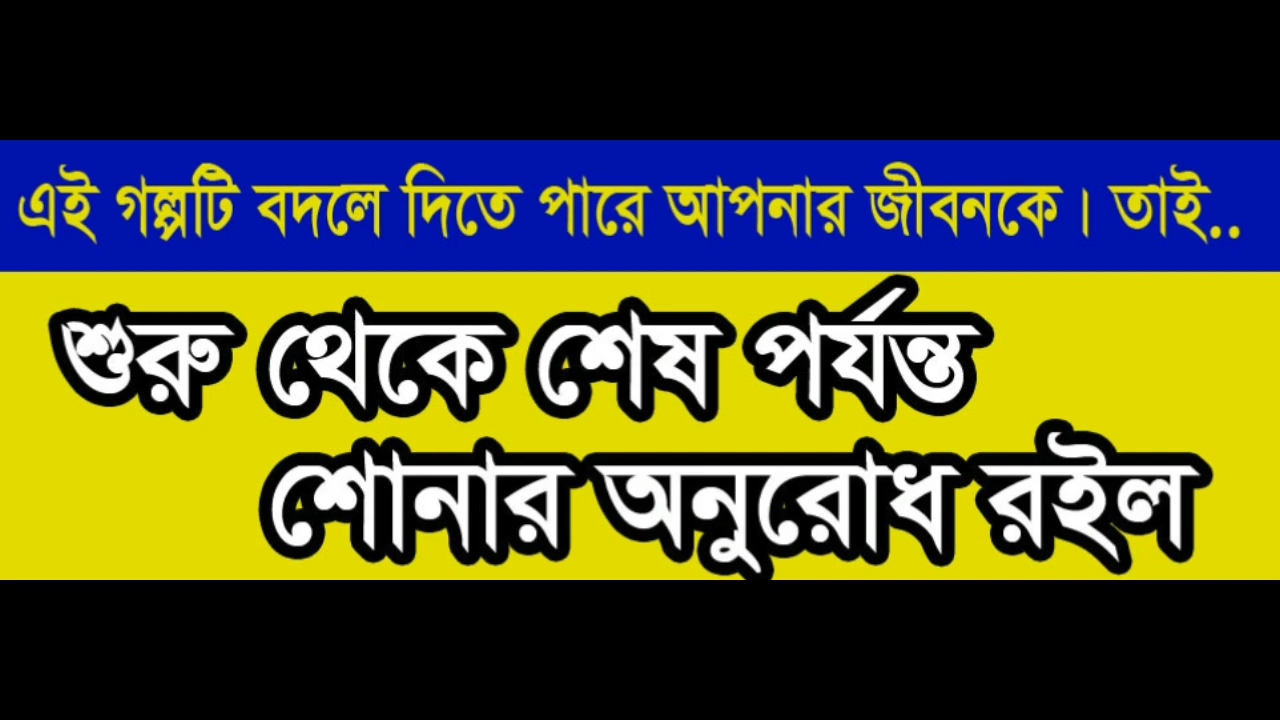 এই গল্পটি বদলে দিতে পারে আপনার জীবনকে। তাই..
শুরু থেকে শেষ পর্যন্ত
শোনার অনুরোধ রইল